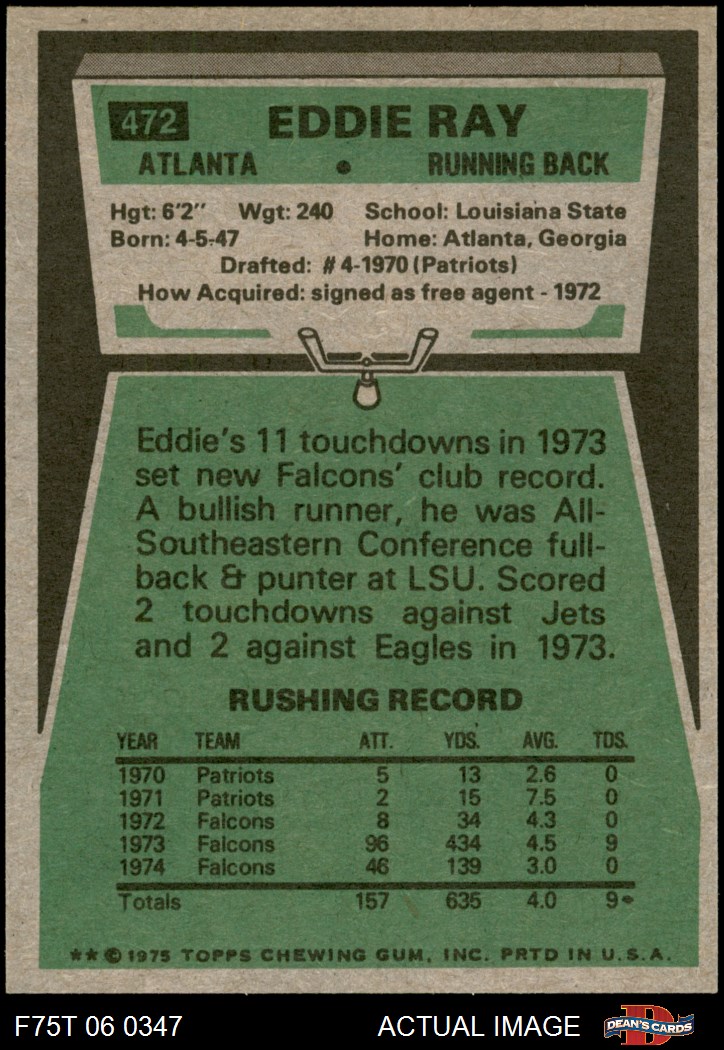 472 EDDIE RAY
ATLANTA • RUNNING BACK
Hgt: 6'2" Wgt: 240 School: Louisiana State
Born: 4-5-47 Home: Atlanta, Georgia
Drafted: #4-1970 (Patriots)
How Acquired: signed as free agent - 1972
Eddie's 11 touchdowns in 1973
set new Falcons' club record.
A bullish runner, he was All-
Southeastern Conference full-
back & punter at LSU. Scored
2 touchdowns against Jets
and 2 against Eagles in 1973.
RUSHING RECORD
YEAR TEAM ATT. YDS. AVG. TDS.
1970 Patriots 5 13 2.6 0
1971 Patriots 2 15 7.5 0
1972 Falcons 8 34 4.3 0
1973 Falcons 96 434 4.5 9
1974 Falcons 46 139 3.0 0
Totals 157 635 4.0 9
** © 1975 TOPPS CHEWING GUM, INC. PRTD IN U.S.A.
F75T 06 0347 ACTUAL IMAGE D DEAN'S CARDS